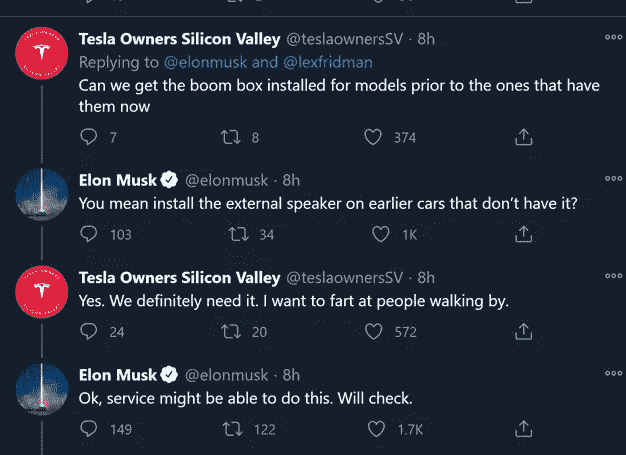 Tesla Owners Silicon Valley @teslaownersSV · 8h
Replying to @elonmusk and @lexfridman
Can we get the boom box installed for models prior to the ones that have
them now
7 8 374
Elon Musk @elonmusk · 8h
You mean install the external speaker on earlier cars that don’t have it?
103 34 1K
Tesla Owners Silicon Valley @teslaownersSV · 8h
Yes. We definitely need it. I want to fart at people walking by.
24 20 572
Elon Musk @elonmusk · 8h
Ok, service might be able to do this. Will check.
149 122 1.7K